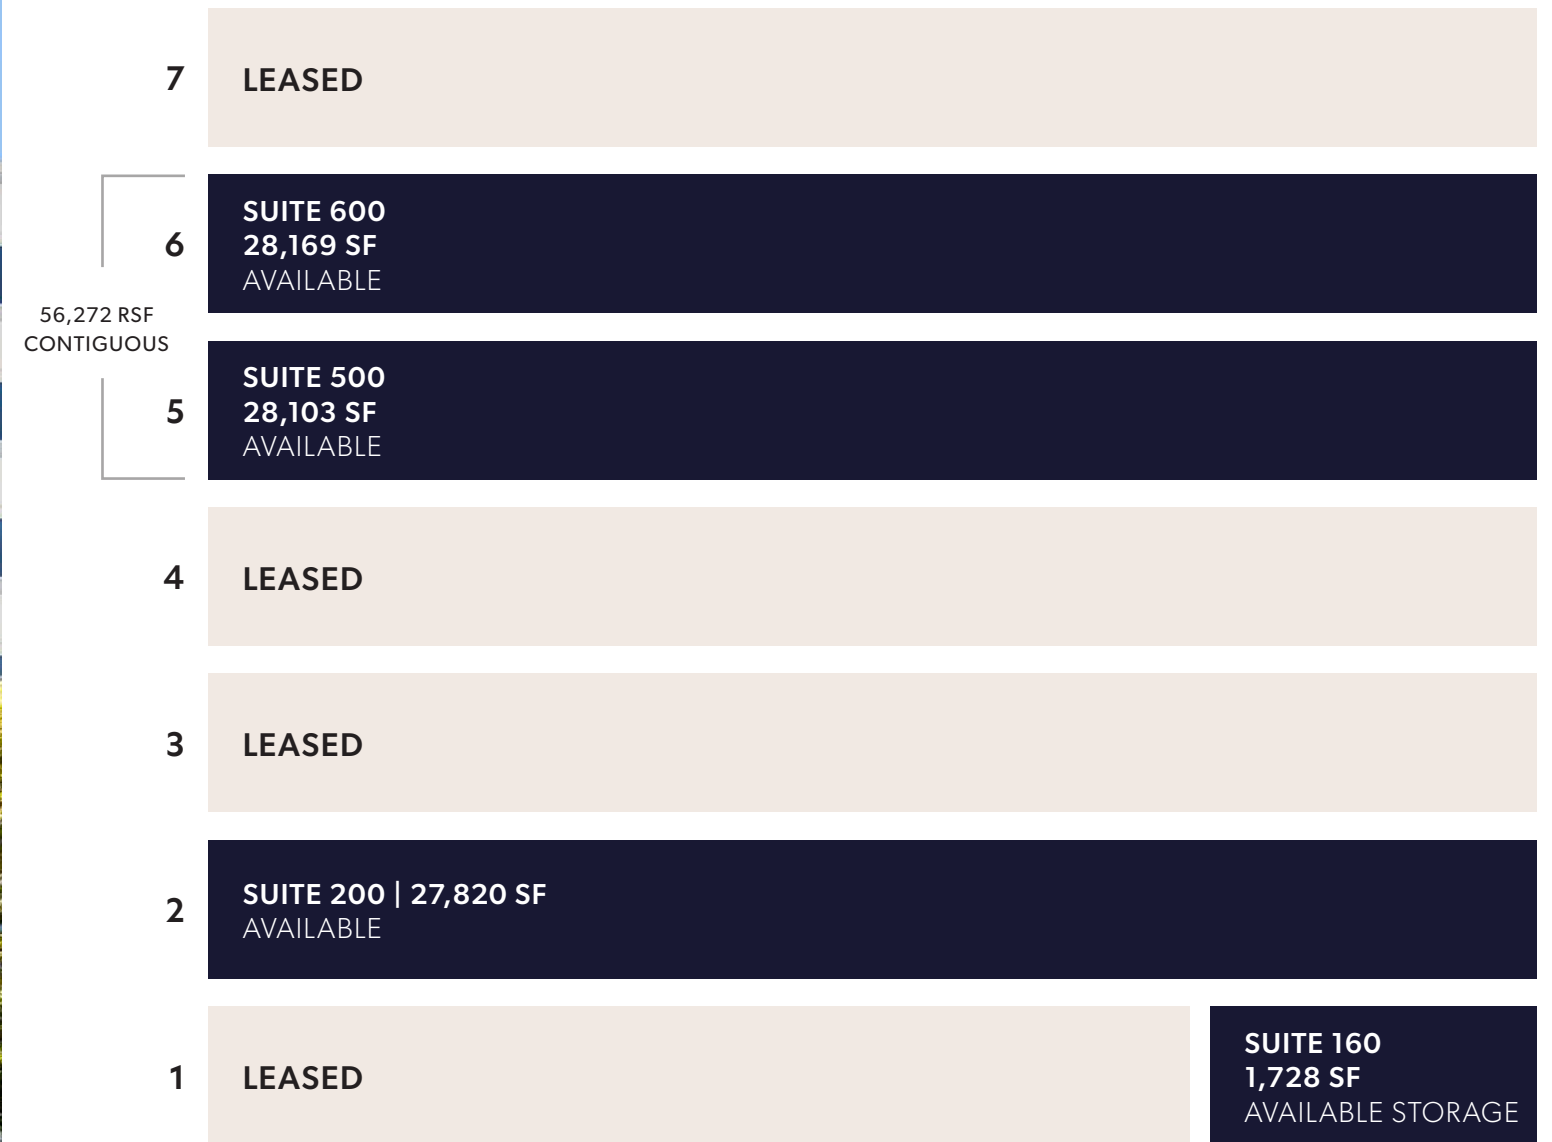 7
LEASED
6
SUITE 600
28,169 SF
AVAILABLE
56,272 RSF
CONTIGUOUS
5
SUITE 500
28,103 SF
AVAILABLE
4
LEASED
3
LEASED
2
SUITE 200 | 27,820 SF
AVAILABLE
1
LEASED
SUITE 160
1,728 SF
AVAILABLE STORAGE